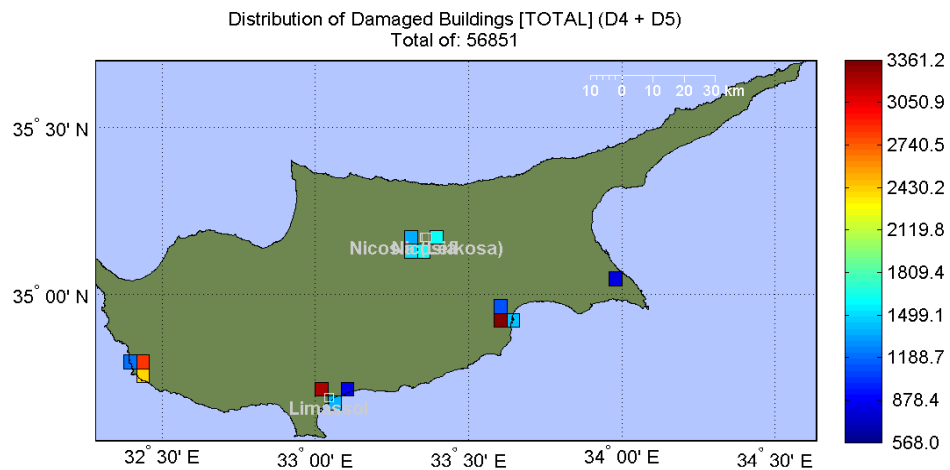 Distribution of Damaged Buildings [TOTAL] (D4 + D5)
Total of: 56851
10 0 10 20 30 km
35° 30' N
35° 00' N
32° 30' E
33° 00' E
33° 30' E
34° 00' E
34° 30' E
Limassol
3361.2
3050.9
2740.5
2430.2
2119.8
1809.4
1499.1
1188.7
878.4
568.0